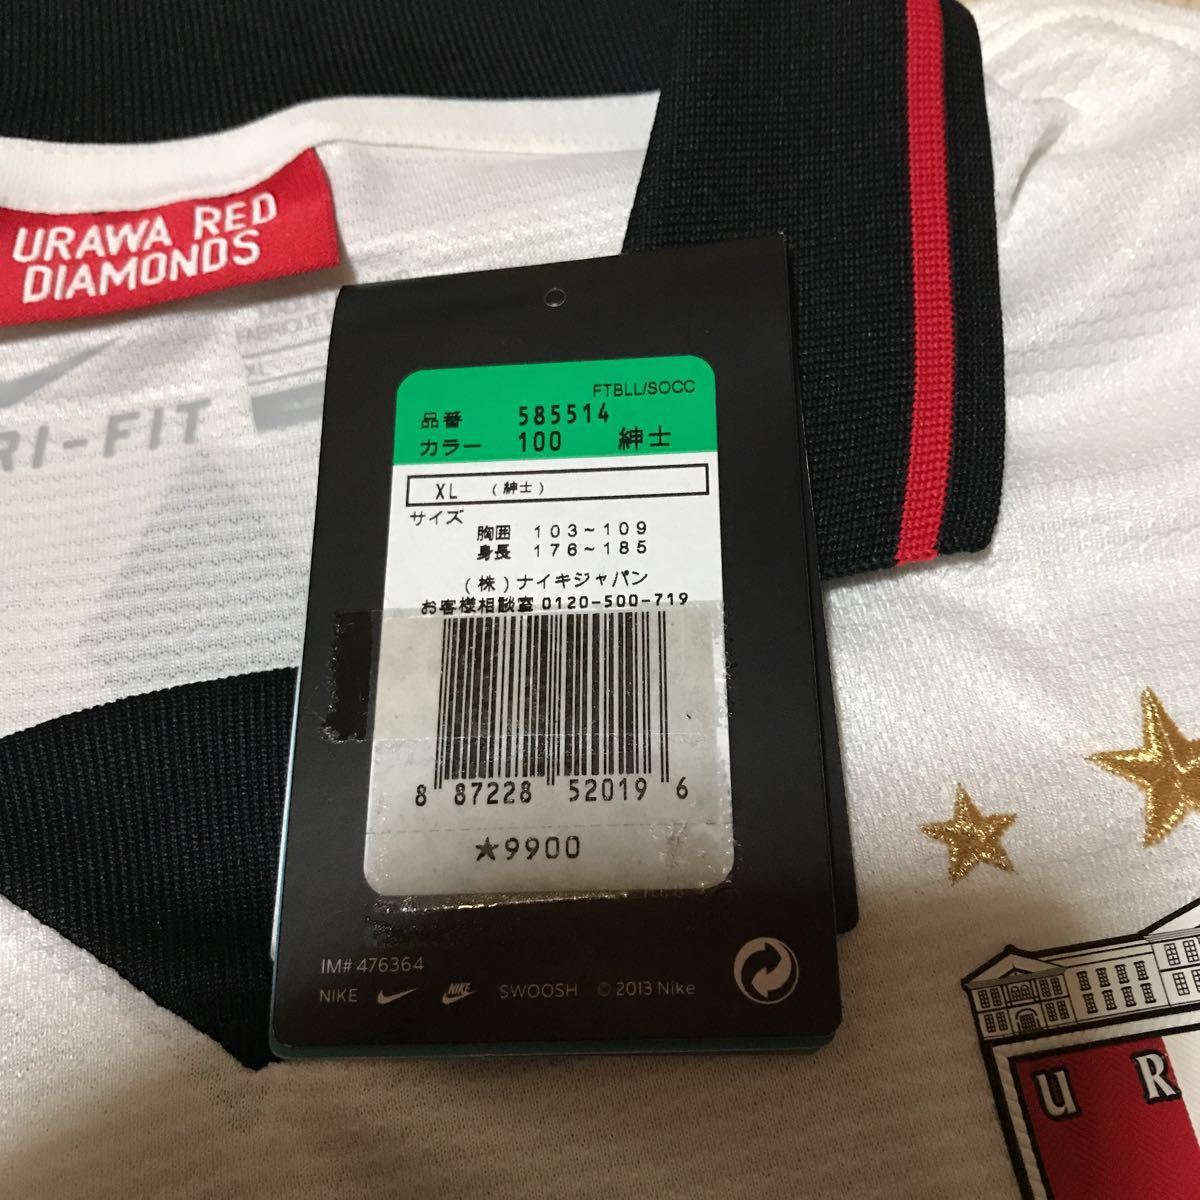 URAWA RED
DIAMONDS
FABRIQUE
XL
RI-FIT
FTBLL/SOCC
品番 585514
カラー 100 紳士
XL (紳士)
サイズ
胸囲 103~109
身長 176~185
(株)ナイキジャパン
お客様相談室 0120-500-719
8 87228 52019 6
★9900
IM# 476364
NIKE NIKE SWOOSH © 2013 Nike
U R